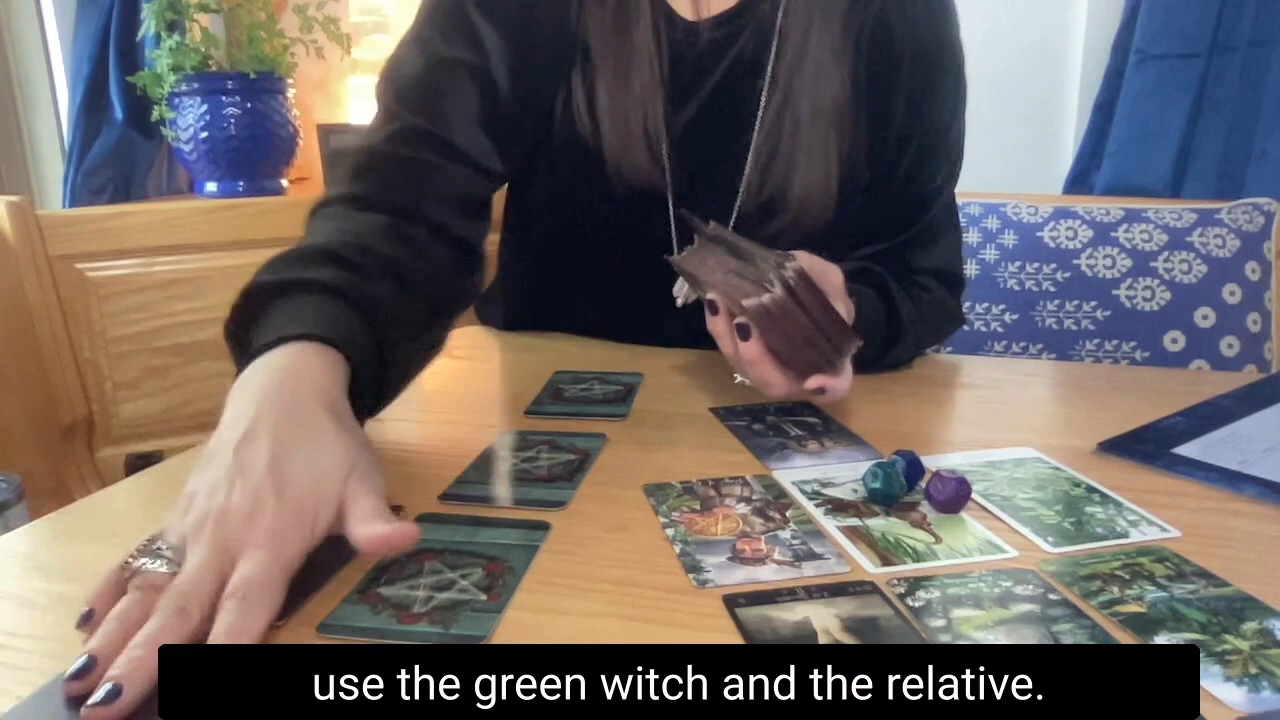 use the green witch and the relative.